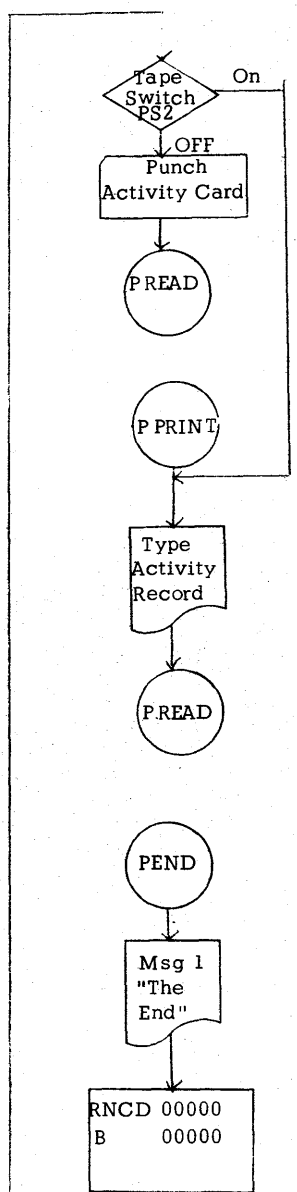 Tape
Switch
PS2
On
OFF
Punch
Activity Card
P READ
P PRINT
Type
Activity
Record
P.READ
PEND
Msg 1
"The
End"
RNCD 00000
B 00000